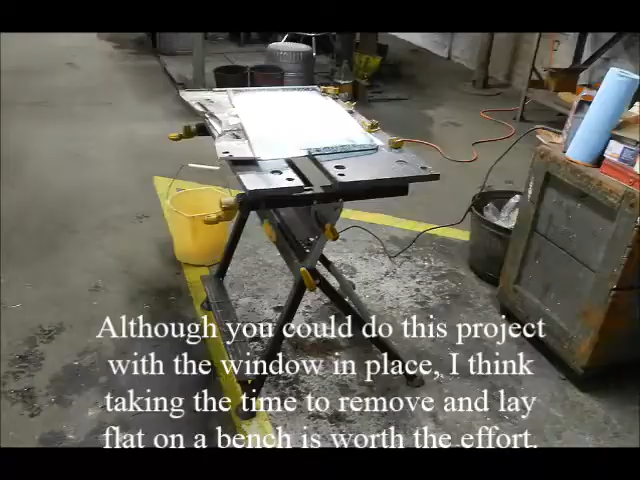 Although you could do this project
with the window in place, I think
taking the time to remove and lay
flat on a bench is worth the effort.